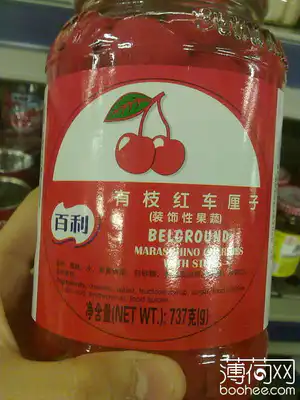 百利
有枝红车厘子
(装饰性果蔬)
BELGROUND
MARASCHINO CHERRIES
WITH STEMS
净含量(NET WT.): 737克(g)
薄荷网
boohee.com